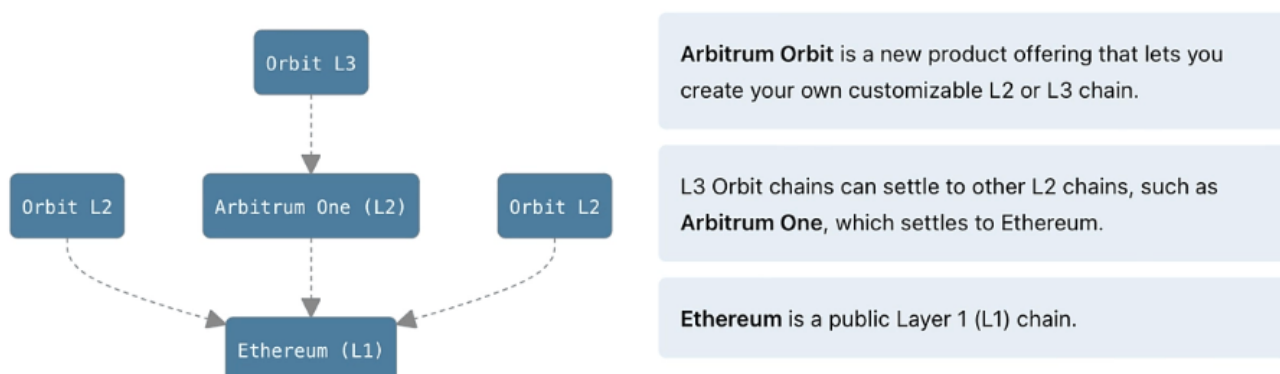 Orbit L3
Orbit L2
Arbitrum One (L2)
Orbit L2
Ethereum (L1)
Arbitrum Orbit is a new product offering that lets you
create your own customizable L2 or L3 chain.
L3 Orbit chains can settle to other L2 chains, such as
Arbitrum One, which settles to Ethereum.
Ethereum is a public Layer 1 (L1) chain.